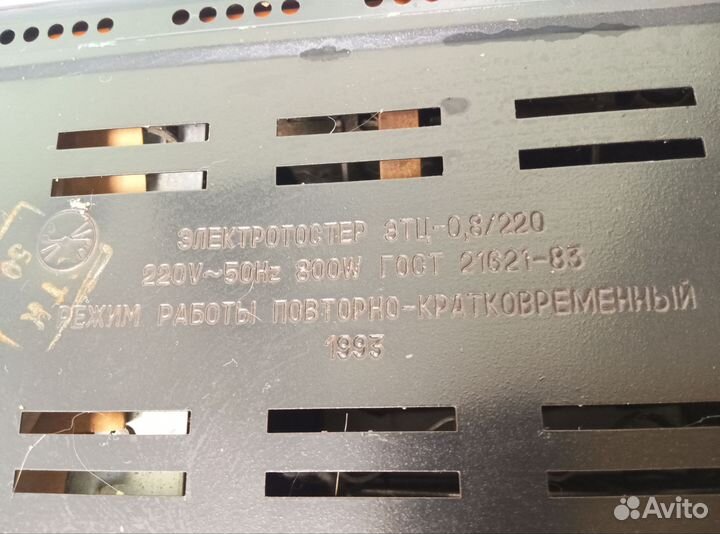 ЭЛЕКТРОТОСТЕР ЭТЦ-0,8/220
220V~50Hz 800W ГОСТ 21621-83
РЕЖИМ РАБОТЫ ПОВТОРНО-КРАТКОВРЕМЕННЫЙ
1993
Avito